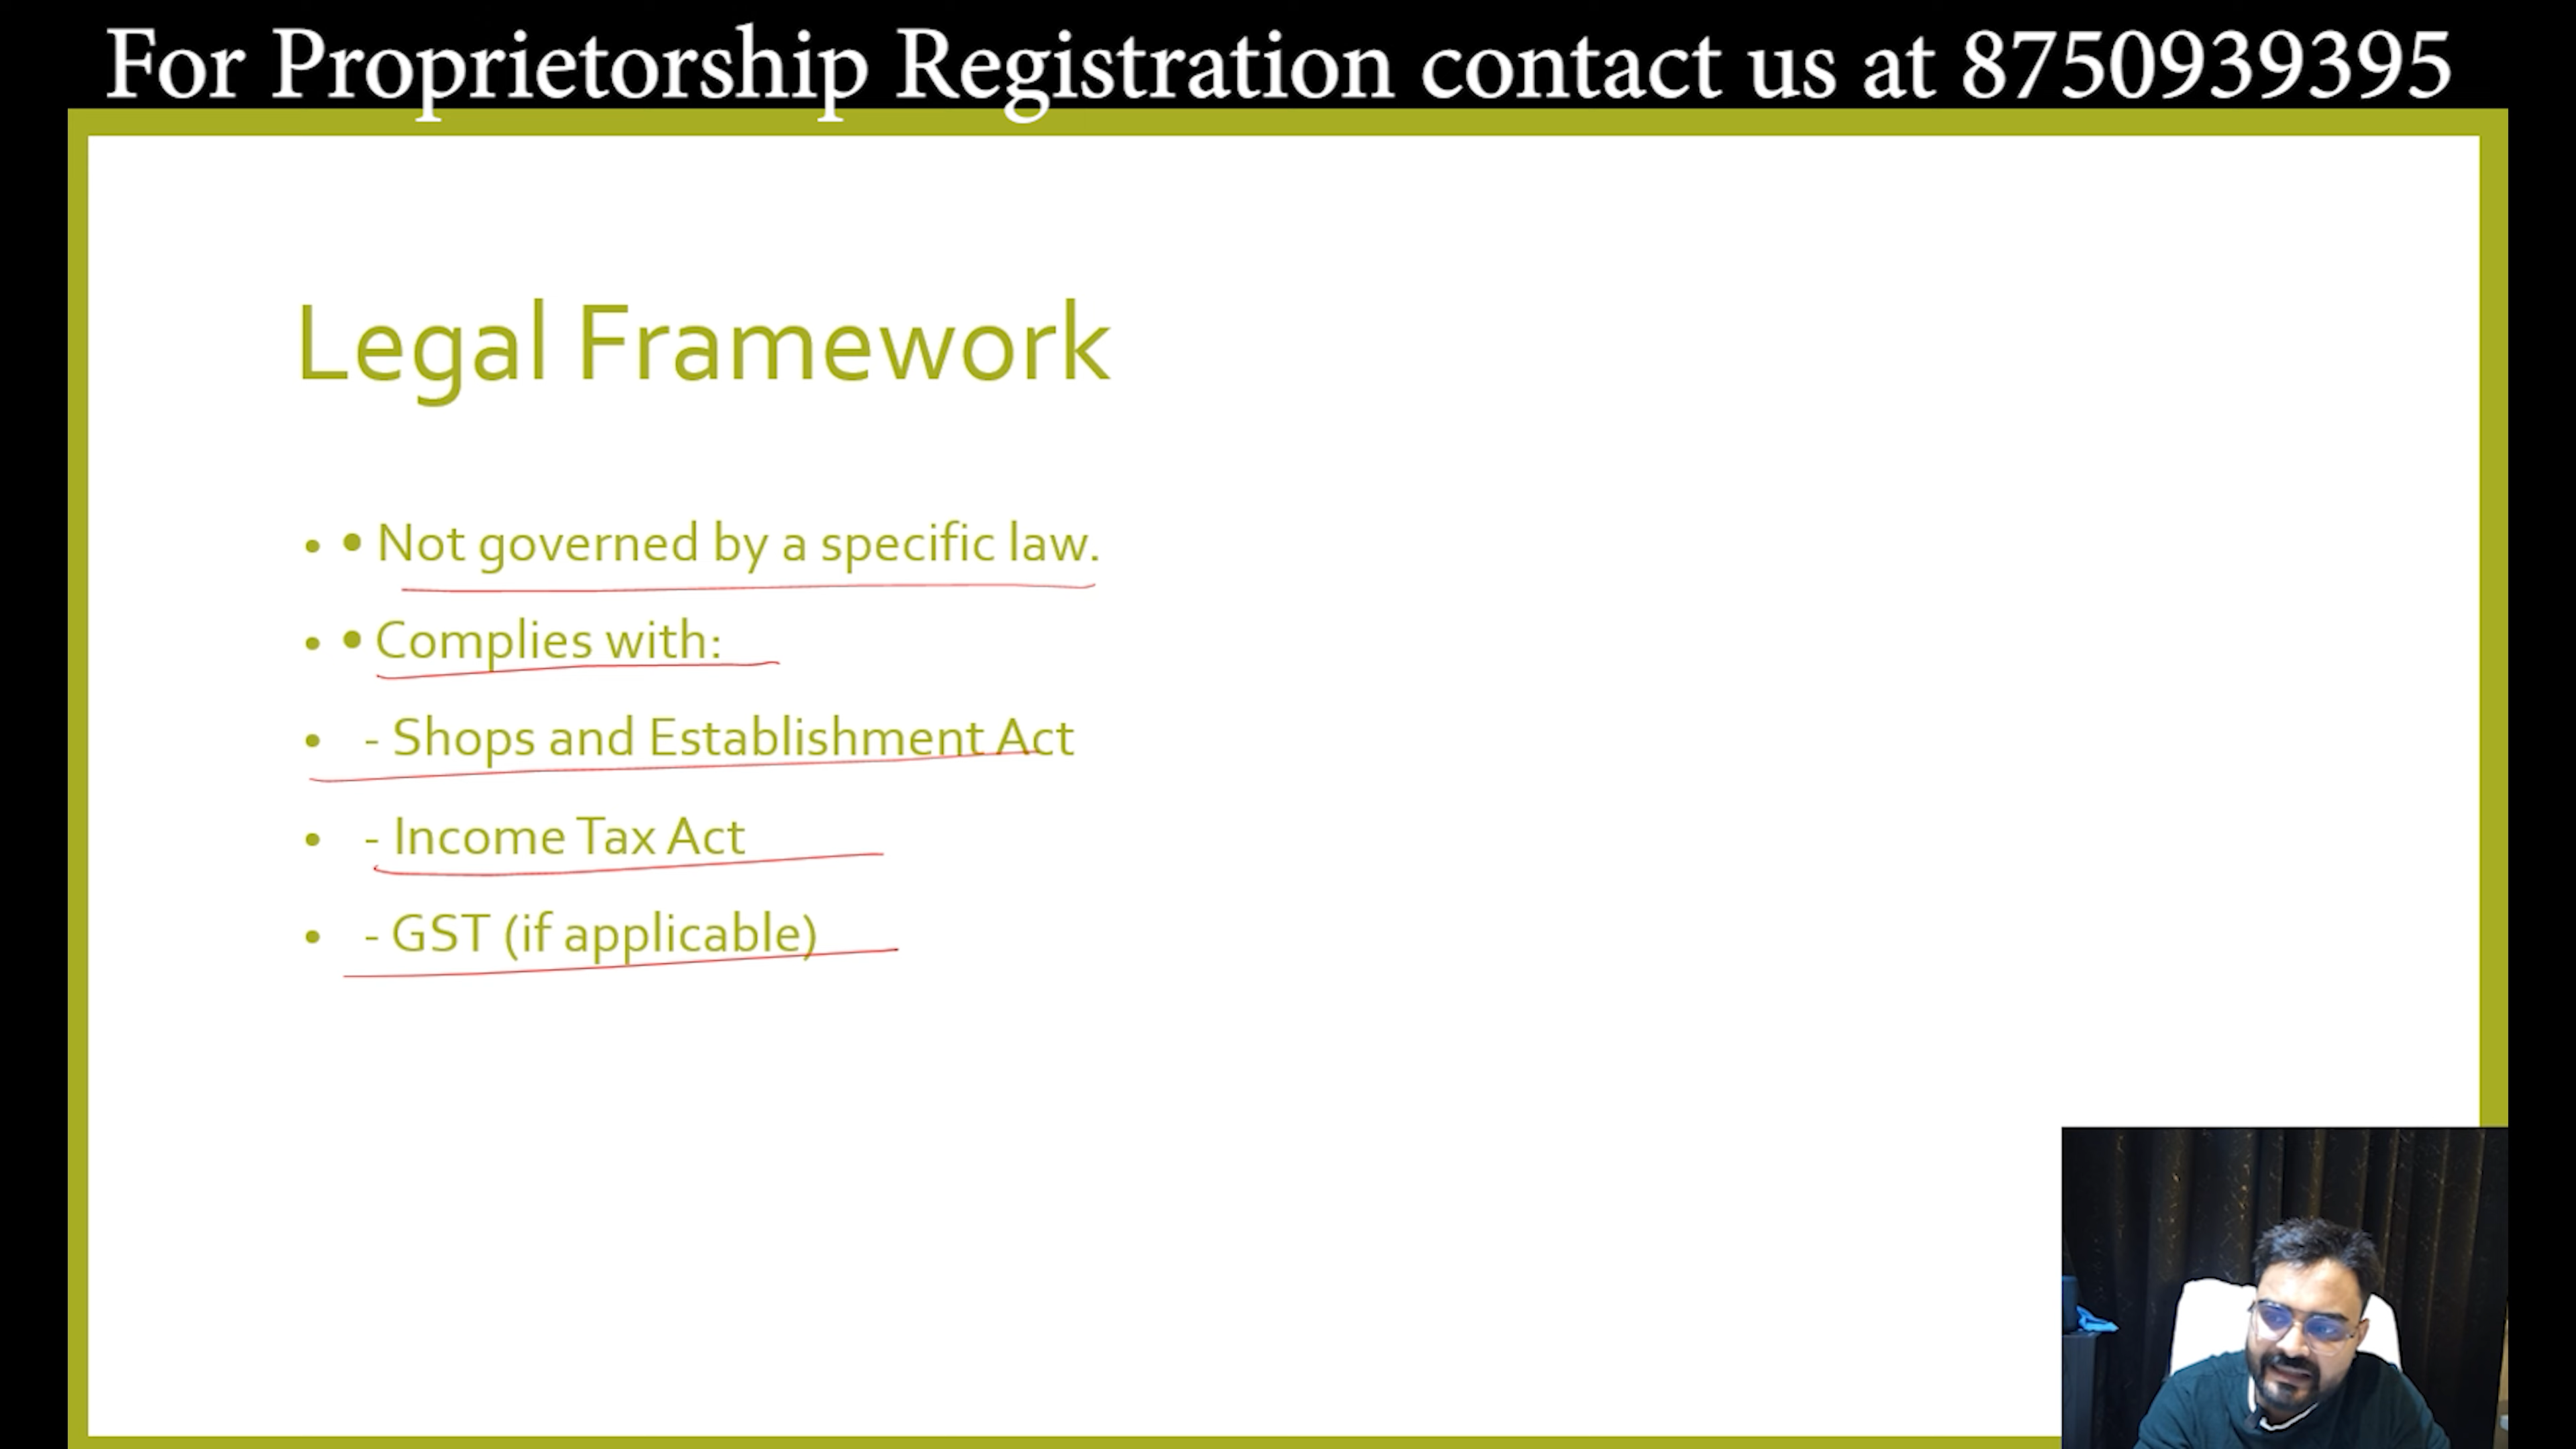 For Proprietorship Registration contact us at 8750939395
Legal Framework
• • Not governed by a specific law.
• • Complies with:
• - Shops and Establishment Act
• - Income Tax Act
• - GST (if applicable)